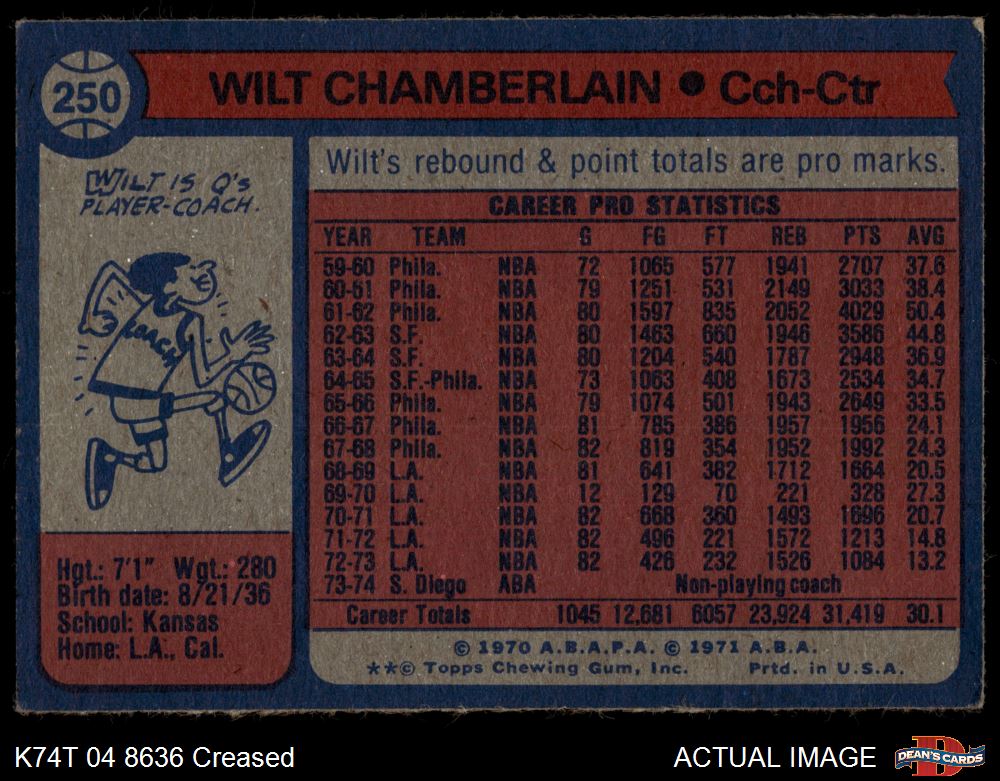 250
WILT CHAMBERLAIN • Cch-Ctr
WILT IS Q's
PLAYER-COACH.
COACH
Hgt.: 7'1" Wgt.: 280
Birth date: 8/21/36
School: Kansas
Home: L.A., Cal.
Wilt's rebound & point totals are pro marks.
CAREER PRO STATISTICS
YEAR TEAM G FG FT REB PTS AVG
59-60 Phila. NBA 72 1065 577 1941 2707 37.6
60-61 Phila. NBA 79 1251 531 2149 3033 38.4
61-62 Phila. NBA 80 1597 835 2052 4029 50.4
62-63 S.F. NBA 80 1463 660 1946 3586 44.8
63-64 S.F. NBA 80 1204 540 1787 2948 36.9
64-65 S.F.-Phila. NBA 73 1063 408 1673 2534 34.7
65-66 Phila. NBA 79 1074 501 1943 2649 33.5
66-67 Phila. NBA 81 785 386 1957 1956 24.1
67-68 Phila. NBA 82 819 354 1952 1992 24.3
68-69 L.A. NBA 81 641 382 1712 1664 20.5
69-70 L.A. NBA 12 129 70 221 328 27.3
70-71 L.A. NBA 82 668 360 1493 1696 20.7
71-72 L.A. NBA 82 496 221 1572 1213 14.8
72-73 L.A. NBA 82 426 232 1526 1084 13.2
73-74 S. Diego ABA Non-playing coach
Career Totals 1045 12,681 6057 23,924 31,419 30.1
© 1970 A.B.A.P.A. © 1971 A.B.A.
**© Topps Chewing Gum, Inc. Prtd. in U.S.A.
K74T 04 8636 Creased
ACTUAL IMAGE
D
DEAN'S CARDS